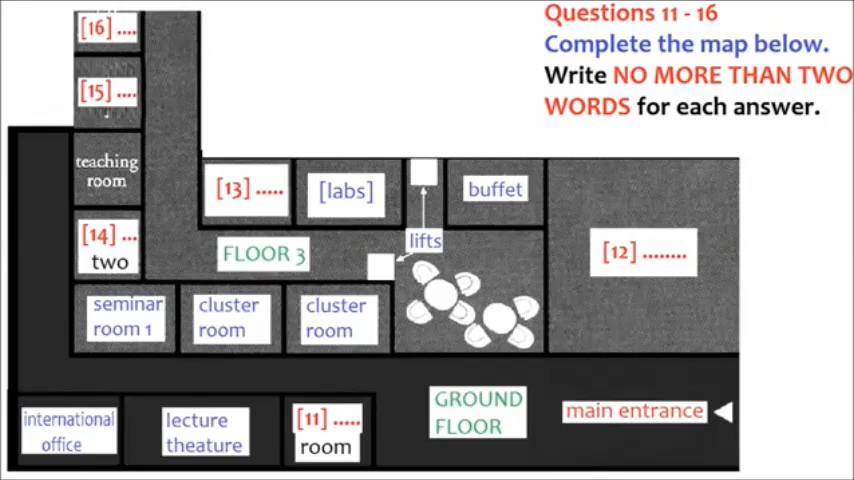 Questions 11 - 16
Complete the map below.
Write NO MORE THAN TWO
WORDS for each answer.
[16] ....
[15] ....
teaching
room
[14] ...
two
[13] .....
[labs]
buffet
lifts
FLOOR 3
[12] ........
seminar
room 1
cluster
room
cluster
room
GROUND
FLOOR
main entrance
international
office
lecture
theature
[11] .....
room